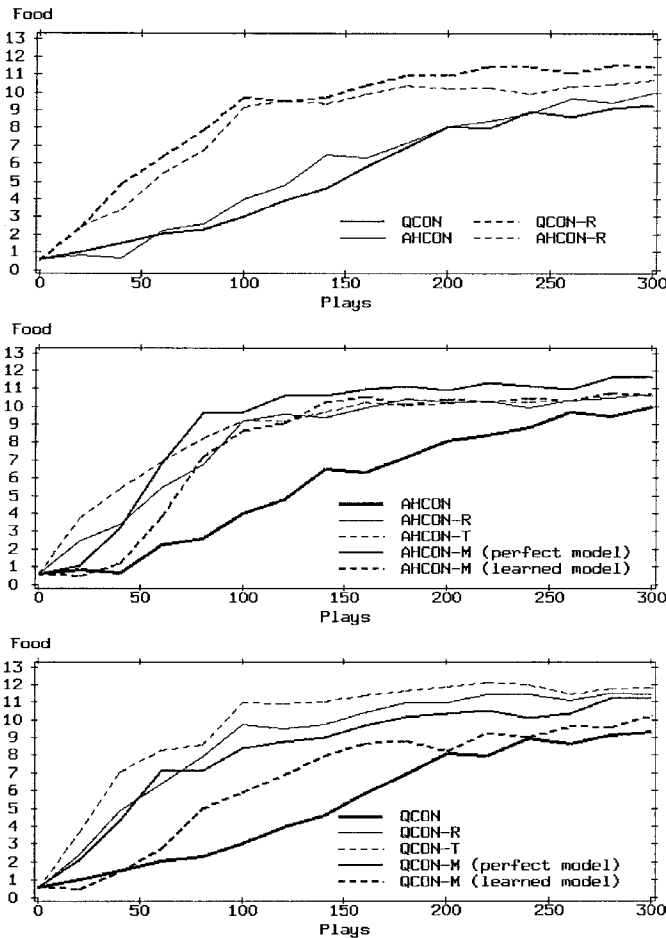 Food
13
12
11
10
9
8
7
6
5
4
3
2
1
0
QCON QCON-R
AHCON AHCON-R
0 50 100 150 200 250 300
Plays
Food
13
12
11
10
9
8
7
6
5
4
3
2
1
0
AHCON
AHCON-R
AHCON-T
AHCON-M (perfect model)
AHCON-M (learned model)
0 50 100 150 200 250 300
Plays
Food
13
12
11
10
9
8
7
6
5
4
3
2
1
0
QCON
QCON-R
QCON-T
QCON-M (perfect model)
QCON-M (learned model)
0 50 100 150 200 250 300
Plays